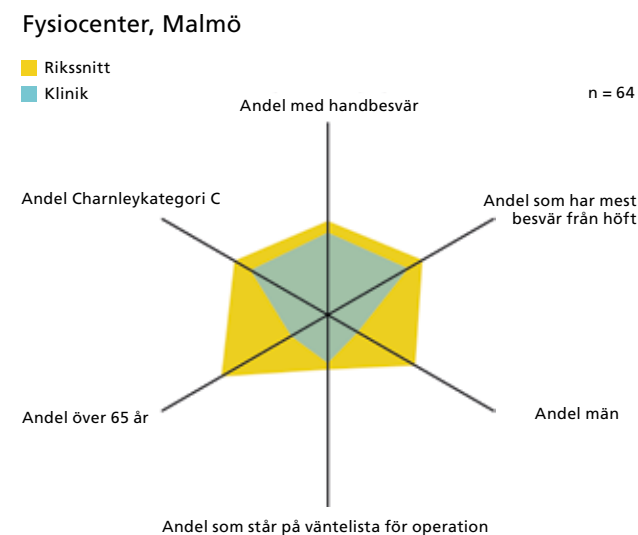 Fysiocenter, Malmö
Rikssnitt
Klinik
n = 64
Andel med handbesvär
Andel Charnleykategori C
Andel som har mest
besvär från höft
Andel över 65 år
Andel män
Andel som står på väntelista för operation